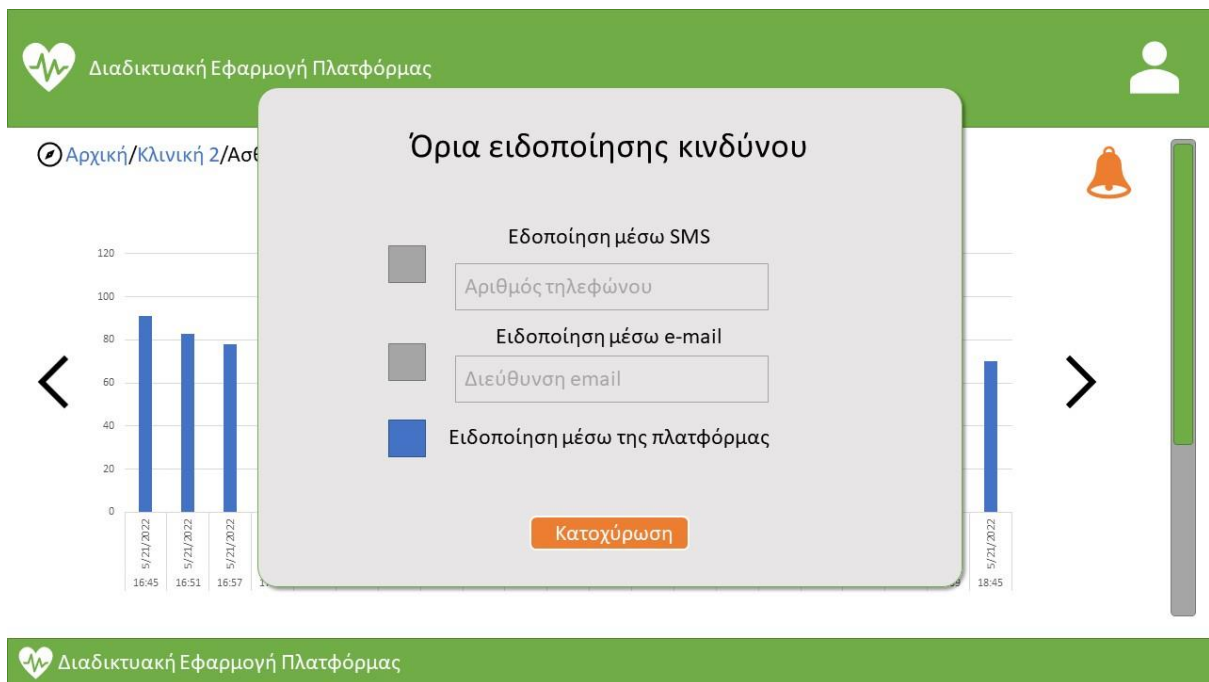 Διαδικτυακή Εφαρμογή Πλατφόρμας
Αρχική/Κλινική 2/Ασθ
Όρια ειδοποίησης κινδύνου
Εδοποίηση μέσω SMS
Αριθμός τηλεφώνου
Ειδοποίηση μέσω e-mail
Διεύθυνση email
Ειδοποίηση μέσω της πλατφόρμας
Κατοχύρωση
120
100
80
60
40
20
0
5/21/2022
5/21/2022
5/21/2022
5/21/2022
16:45
16:51
16:57
18:45
Διαδικτυακή Εφαρμογή Πλατφόρμας